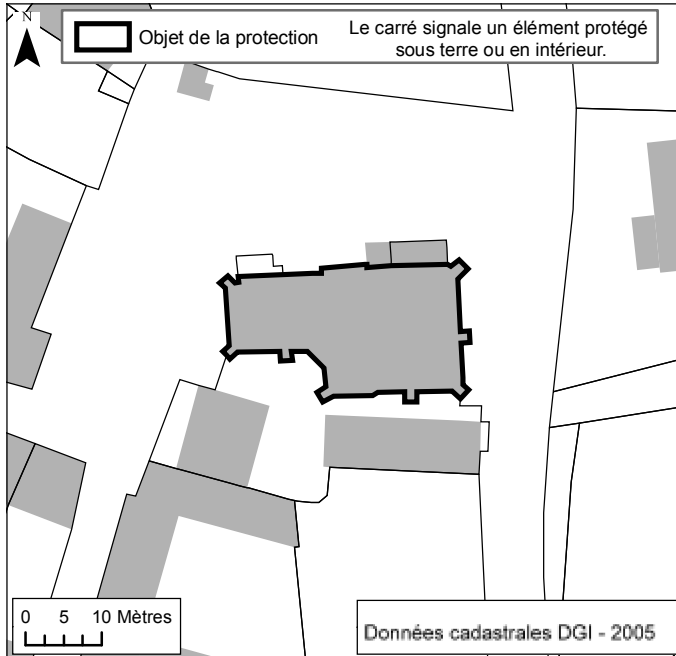 N
Objet de la protection
Le carré signale un élément protégé
sous terre ou en intérieur.
0 5 10 Mètres
Données cadastrales DGI - 2005